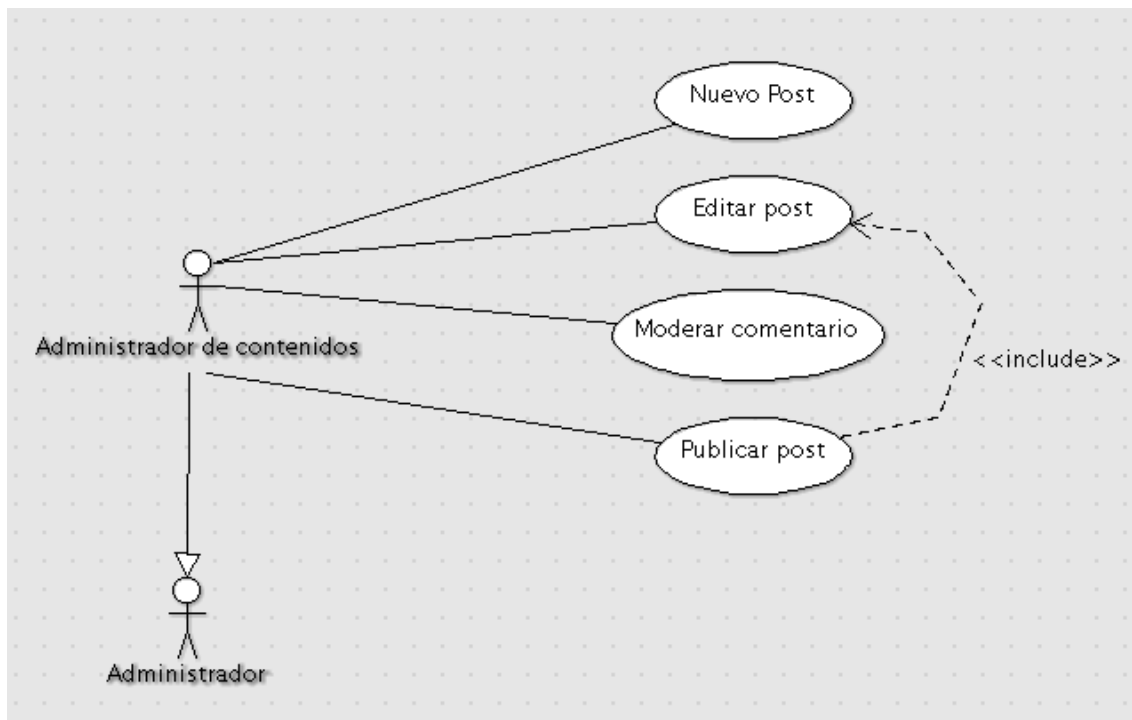 Nuevo Post
Editar post
Moderar comentario
Administrador de contenidos
<<include>>
Publicar post
Administrador